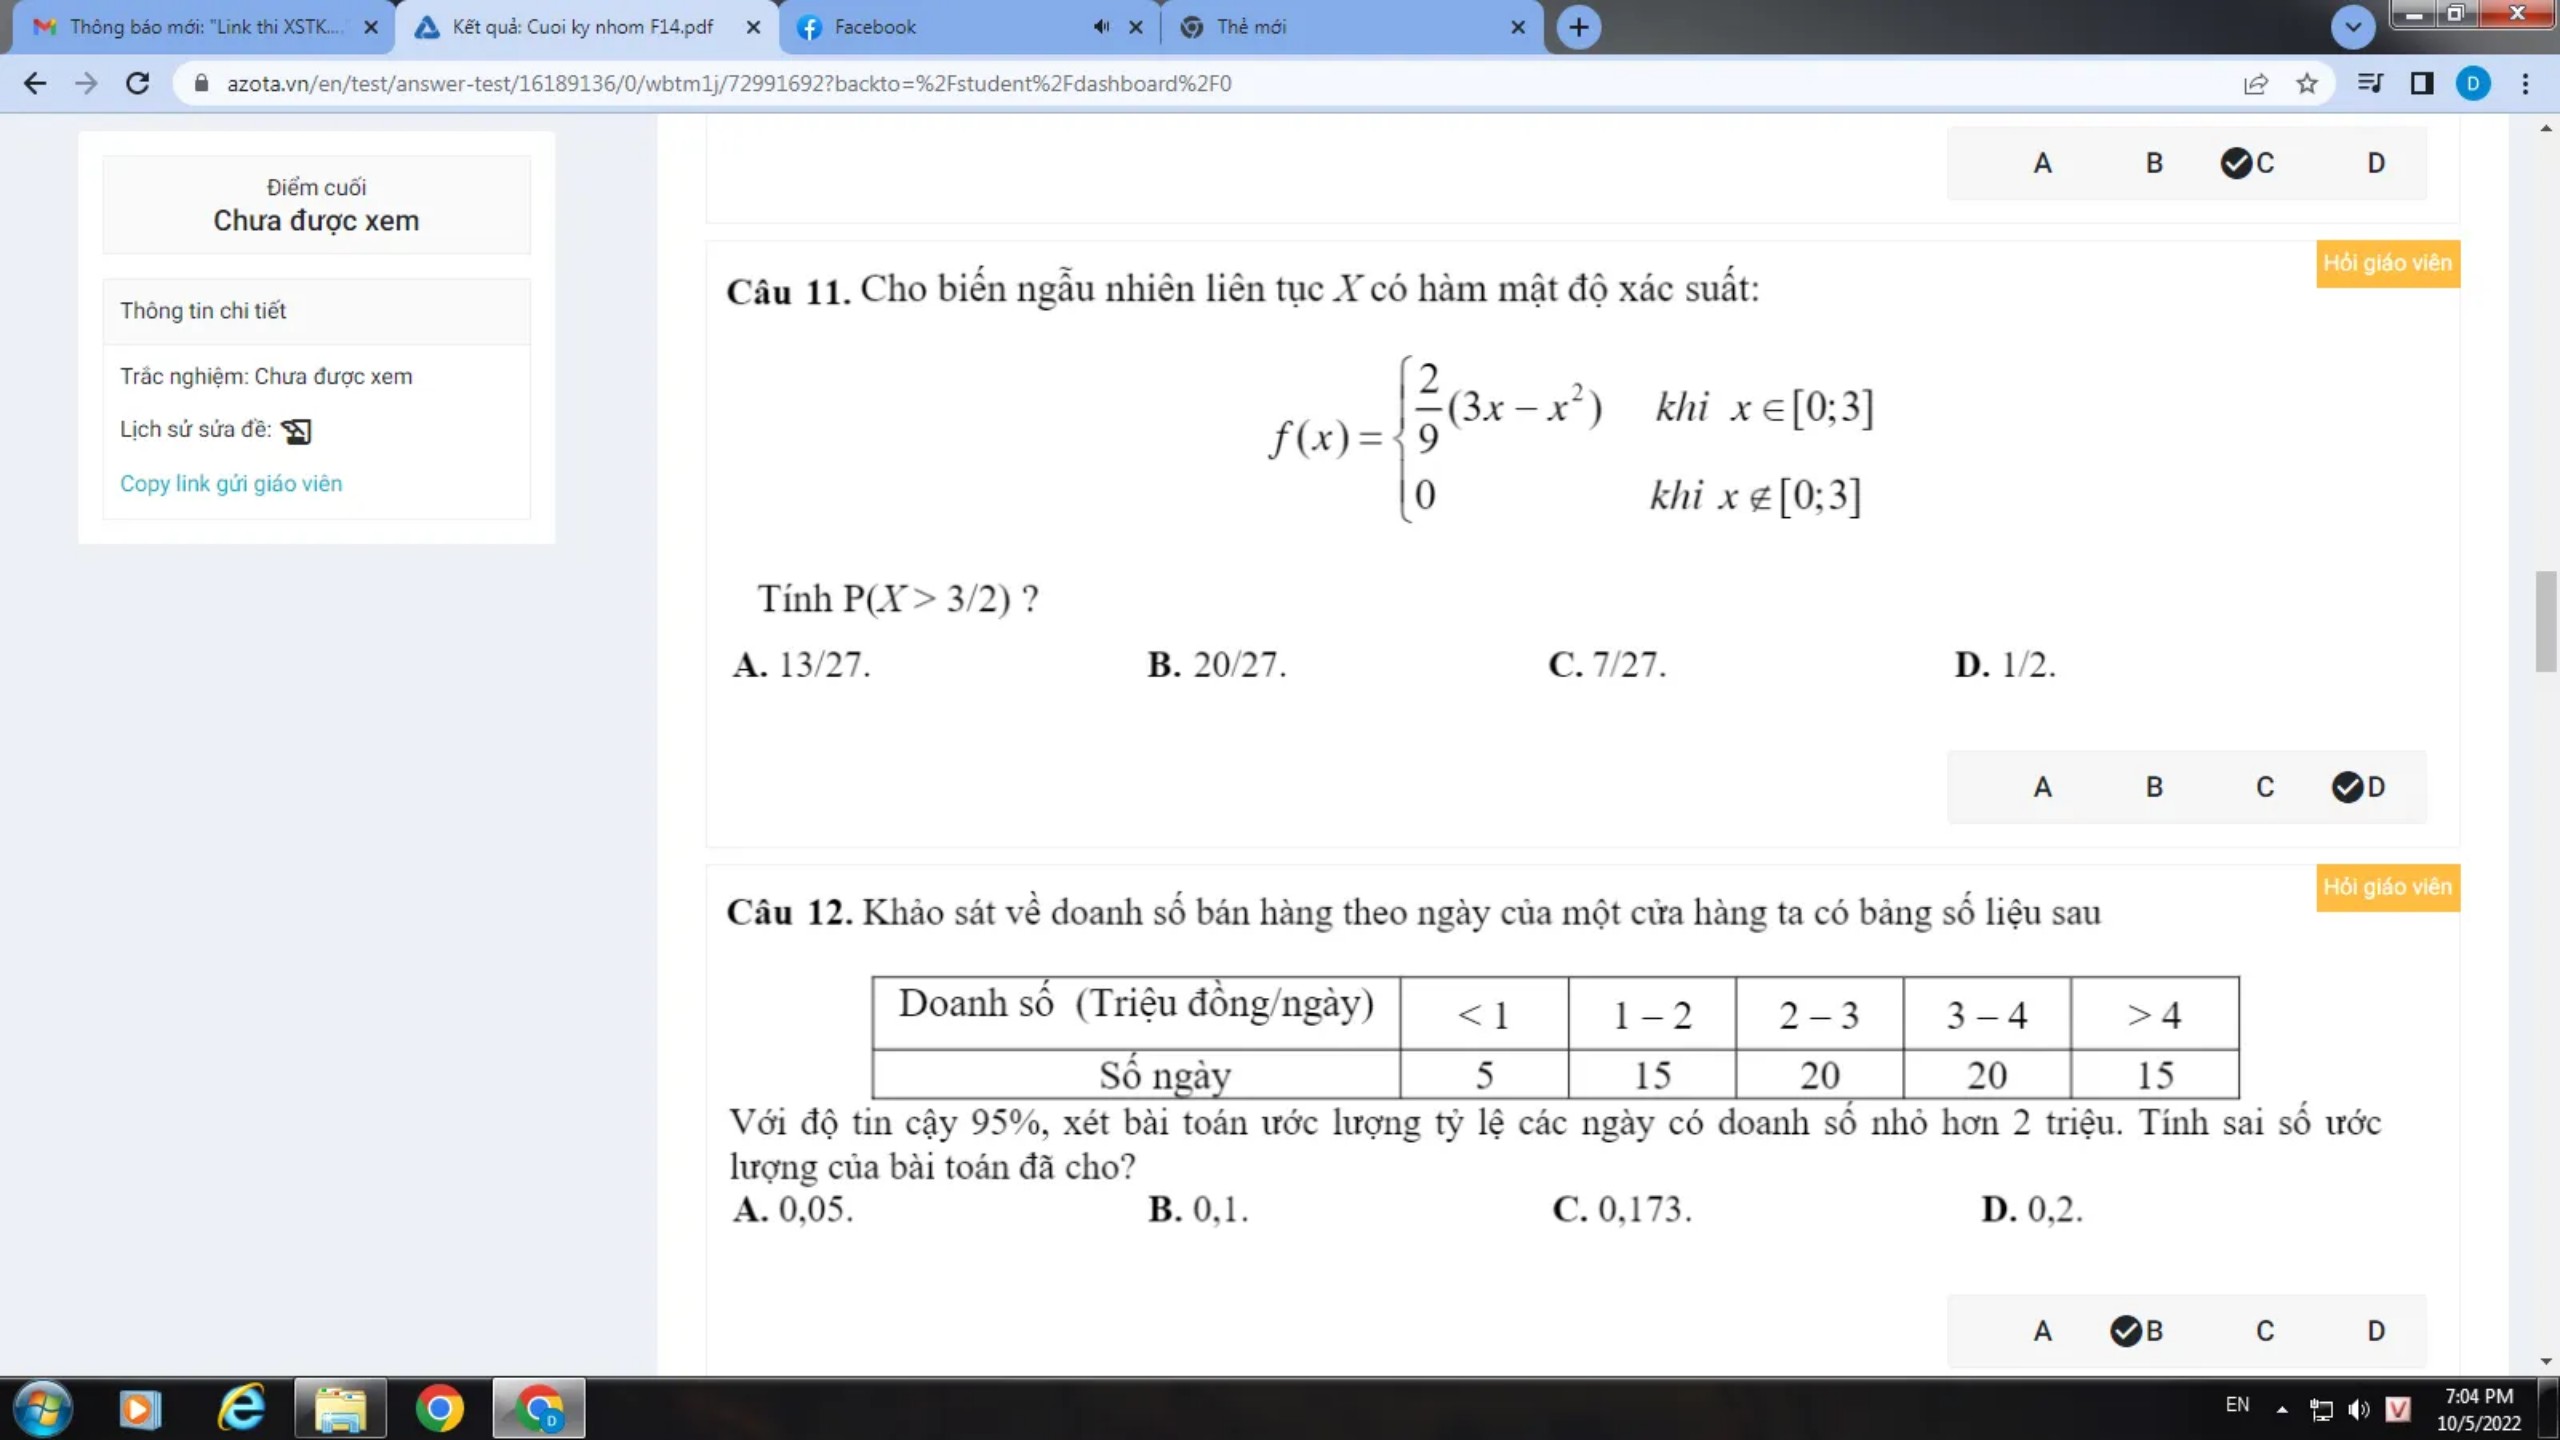 Thông báo mới: "Link thi XSTK...
Kết quả: Cuoi ky nhom F14.pdf
Facebook
Thẻ mới
azota.vn/en/test/answer-test/16189136/0/wbtm1j/72991692?backto=%2Fstudent%2Fdashboard%2F0
D
Điểm cuối
Chưa được xem
Thông tin chi tiết
Trắc nghiệm: Chưa được xem
Lịch sử sửa đề:
Copy link gửi giáo viên
A B C D
Hỏi giáo viên
Câu 11. Cho biến ngẫu nhiên liên tục X có hàm mật độ xác suất:
f(x) = { 2/9 (3x − x²) khi x ∈ [0;3]
0 khi x ∉ [0;3]
Tính P(X > 3/2) ?
A. 13/27. B. 20/27. C. 7/27. D. 1/2.
A B C D
Hỏi giáo viên
Câu 12. Khảo sát về doanh số bán hàng theo ngày của một cửa hàng ta có bảng số liệu sau
Doanh số (Triệu đồng/ngày) < 1 1 – 2 2 – 3 3 – 4 > 4
Số ngày 5 15 20 20 15
Với độ tin cậy 95%, xét bài toán ước lượng tỷ lệ các ngày có doanh số nhỏ hơn 2 triệu. Tính sai số ước
lượng của bài toán đã cho?
A. 0,05. B. 0,1. C. 0,173. D. 0,2.
A B C D
D
EN
V
7:04 PM
10/5/2022